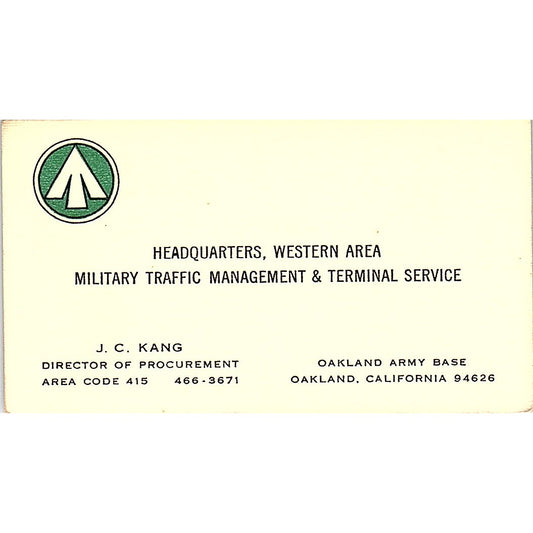 HEADQUARTERS, WESTERN AREA
MILITARY TRAFFIC MANAGEMENT & TERMINAL SERVICE
J. C. KANG
DIRECTOR OF PROCUREMENT
AREA CODE 415 466-3671
OAKLAND ARMY BASE
OAKLAND, CALIFORNIA 94626